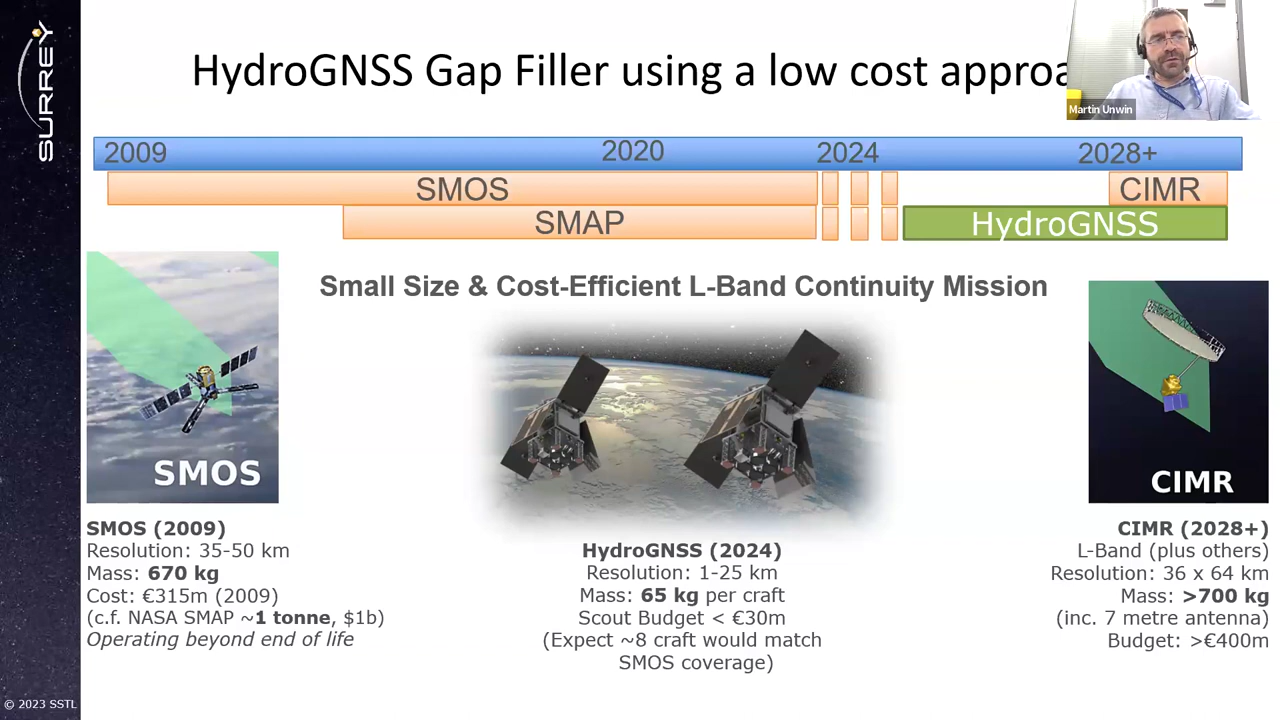 SURREY
HydroGNSS Gap Filler using a low cost approa
Martin Unwin
2009 2020 2024 2028+
SMOS CIMR
SMAP HydroGNSS
Small Size & Cost-Efficient L-Band Continuity Mission
SMOS
CIMR
SMOS (2009)
Resolution: 35-50 km
Mass: 670 kg
Cost: €315m (2009)
(c.f. NASA SMAP ~1 tonne, $1b)
Operating beyond end of life
HydroGNSS (2024)
Resolution: 1-25 km
Mass: 65 kg per craft
Scout Budget < €30m
(Expect ~8 craft would match
SMOS coverage)
CIMR (2028+)
L-Band (plus others)
Resolution: 36 x 64 km
Mass: >700 kg
(inc. 7 metre antenna)
Budget: >€400m
© 2023 SSTL